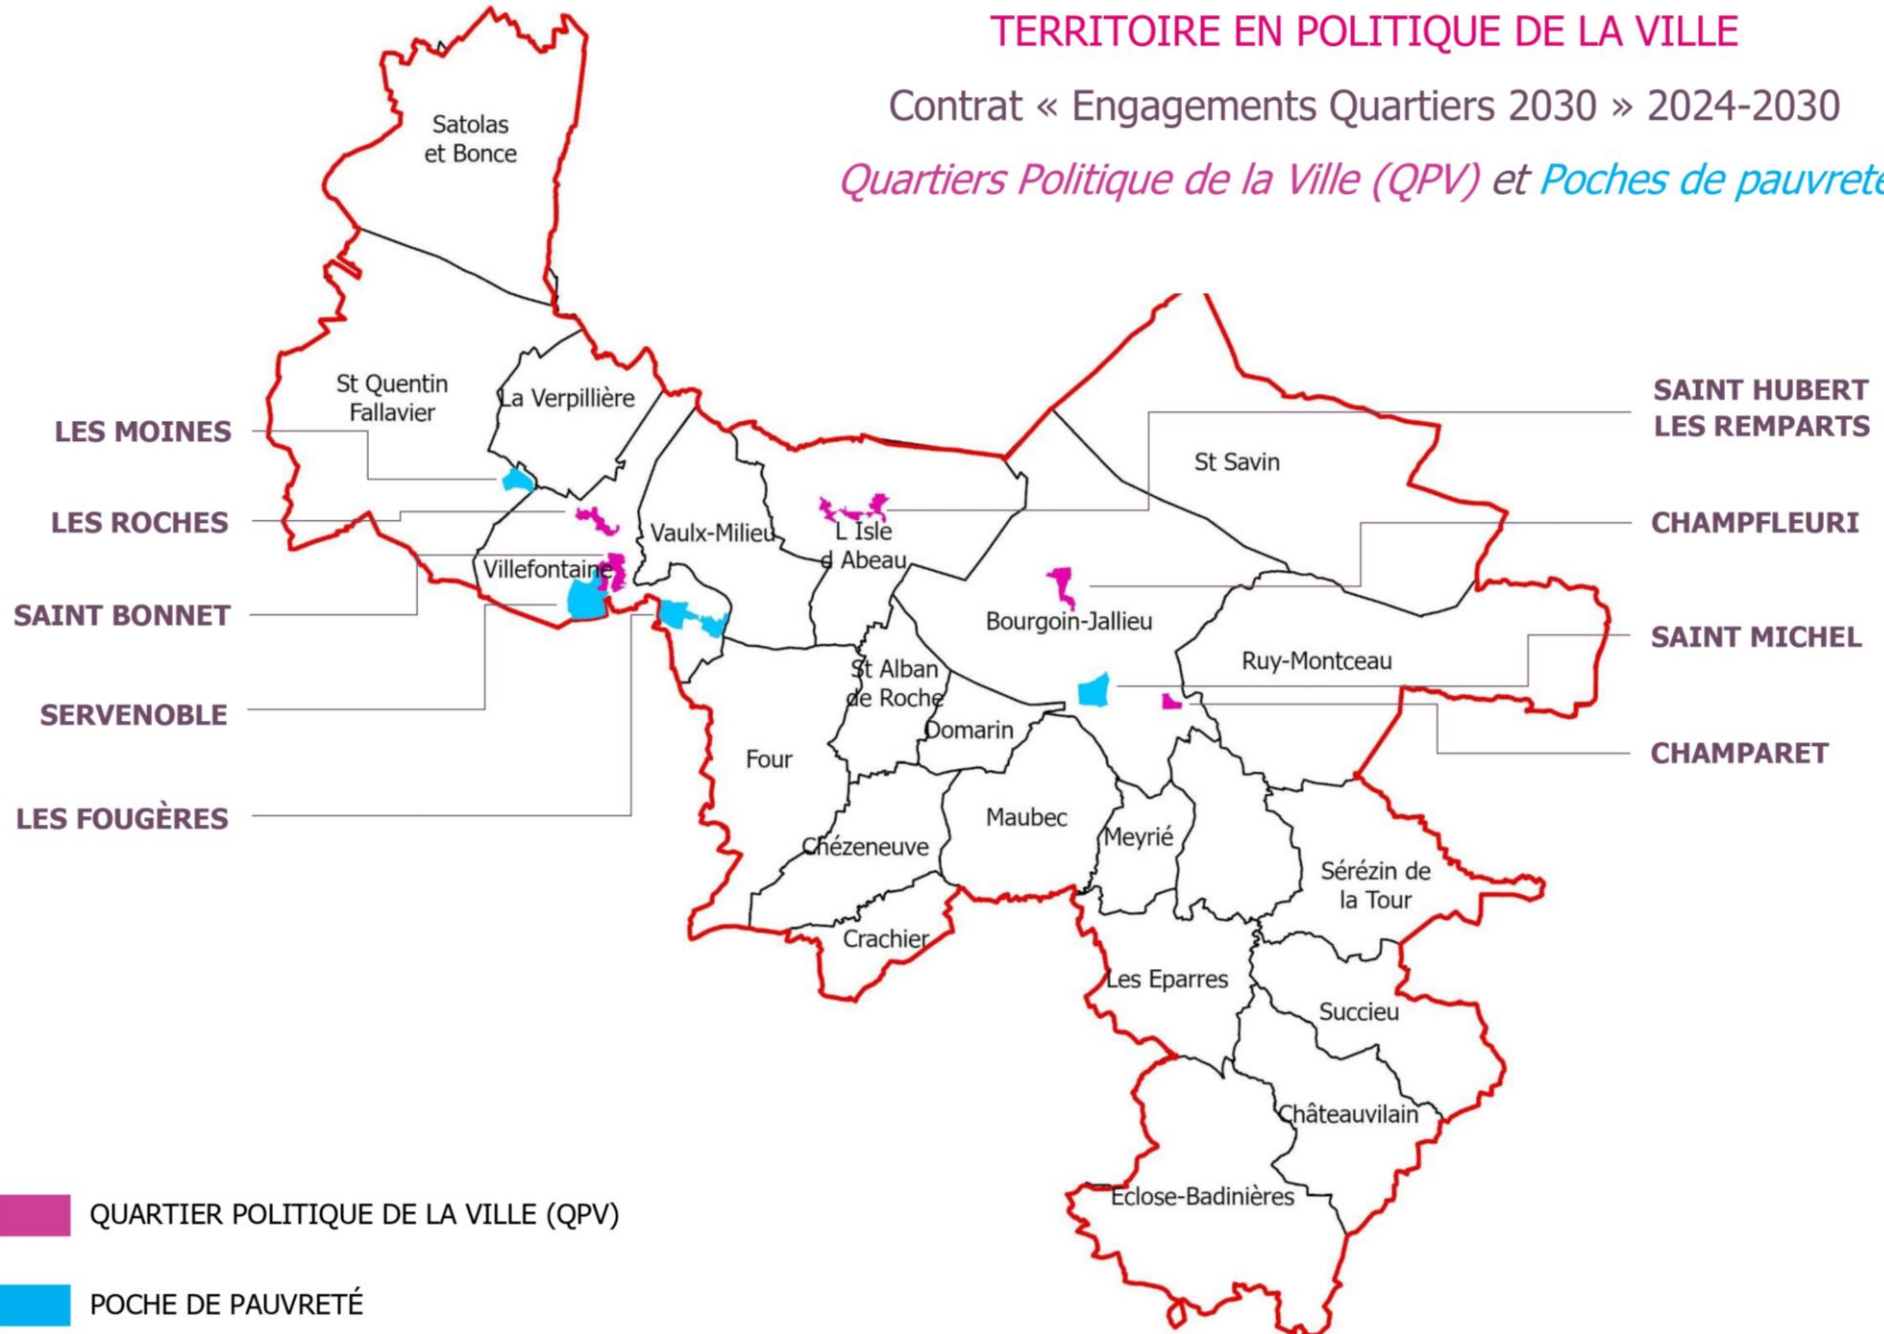 TERRITOIRE EN POLITIQUE DE LA VILLE
Contrat « Engagements Quartiers 2030 » 2024-2030
Quartiers Politique de la Ville (QPV) et Poches de pauvreté
Satolas
et Bonce
St Quentin
Fallavier
La Verpillière
LES MOINES
LES ROCHES
SAINT BONNET
SERVENOBLE
LES FOUGÈRES
Villefontaine
Vaulx-Milieu
L Isle
d Abeau
St Savin
SAINT HUBERT
LES REMPARTS
CHAMPFLEURI
SAINT MICHEL
CHAMPARET
Bourgoin-Jallieu
Ruy-Montceau
St Alban
de Roche
Domarin
Four
Maubec
Meyrié
Chézeneuve
Sérézin de
la Tour
Crachier
Les Eparres
Succieu
Châteauvilain
Eclose-Badinières
QUARTIER POLITIQUE DE LA VILLE (QPV)
POCHE DE PAUVRETÉ